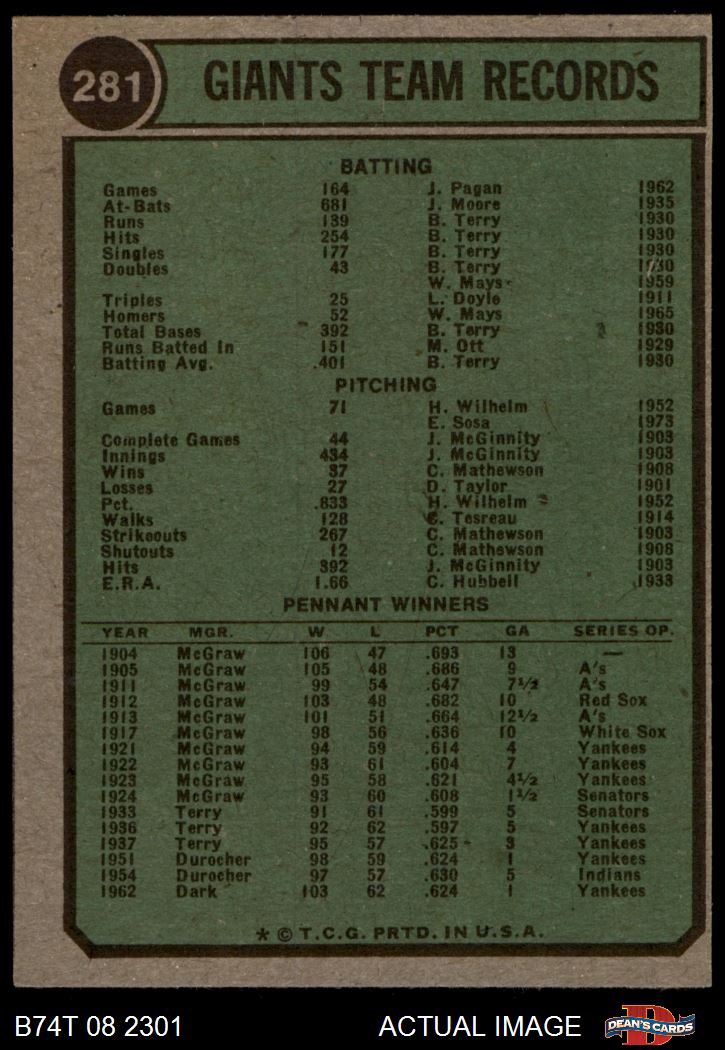 281 GIANTS TEAM RECORDS
BATTING
Games 164 J. Pagan 1962
At-Bats 681 J. Moore 1935
Runs 139 B. Terry 1930
Hits 254 B. Terry 1930
Singles 177 B. Terry 1930
Doubles 43 B. Terry 1930
W. Mays 1959
Triples 25 L. Doyle 1911
Homers 52 W. Mays 1965
Total Bases 392 B. Terry 1930
Runs Batted In 151 M. Ott 1929
Batting Avg. .401 B. Terry 1930
PITCHING
Games 71 H. Wilhelm 1952
E. Sosa 1973
Complete Games 44 J. McGinnity 1903
Innings 434 J. McGinnity 1903
Wins 37 C. Mathewson 1908
Losses 27 D. Taylor 1901
Pct. .833 H. Wilhelm 1952
Walks 128 C. Tesreau 1914
Strikeouts 267 C. Mathewson 1903
Shutouts 12 C. Mathewson 1908
Hits 392 J. McGinnity 1903
E.R.A. 1.66 C. Hubbell 1933
PENNANT WINNERS
YEAR MGR. W L PCT GA SERIES OP.
1904 McGraw 106 47 .693 13 —
1905 McGraw 105 48 .686 9 A's
1911 McGraw 99 54 .647 7½ A's
1912 McGraw 103 48 .682 10 Red Sox
1913 McGraw 101 51 .664 12½ A's
1917 McGraw 98 56 .636 10 White Sox
1921 McGraw 94 59 .614 4 Yankees
1922 McGraw 93 61 .604 7 Yankees
1923 McGraw 95 58 .621 4½ Yankees
1924 McGraw 93 60 .608 1½ Senators
1933 Terry 91 61 .599 5 Senators
1936 Terry 92 62 .597 5 Yankees
1937 Terry 95 57 .625 3 Yankees
1951 Durocher 98 59 .624 1 Yankees
1954 Durocher 97 57 .630 5 Indians
1962 Dark 103 62 .624 1 Yankees
* © T.C.G. PRTD. IN U.S.A.
B74T 08 2301 ACTUAL IMAGE D DEAN'S CARDS